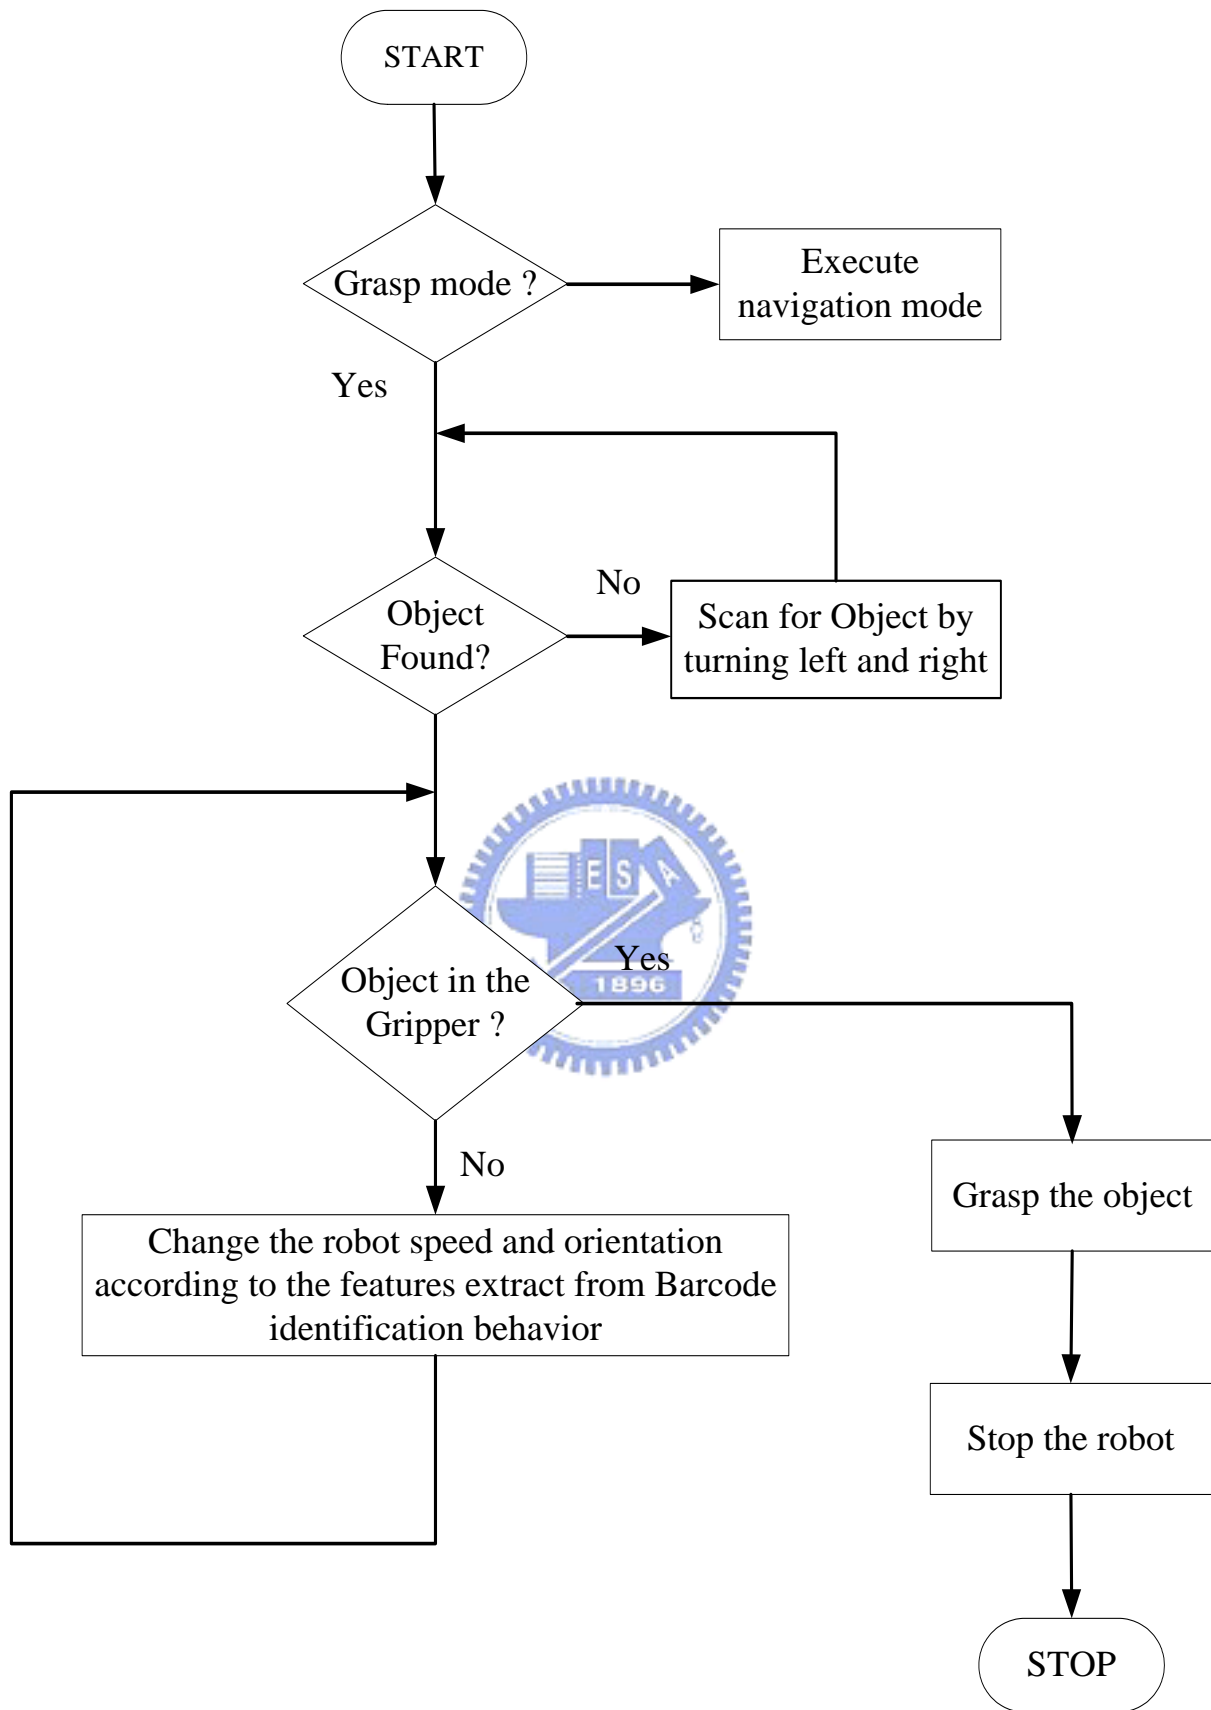 START
Grasp mode ?
Execute
navigation mode
Yes
No
Object
Found?
Scan for Object by
turning left and right
E S A
1896
Yes
Object in the
Gripper ?
No
Grasp the object
Change the robot speed and orientation
according to the features extract from Barcode
identification behavior
Stop the robot
STOP